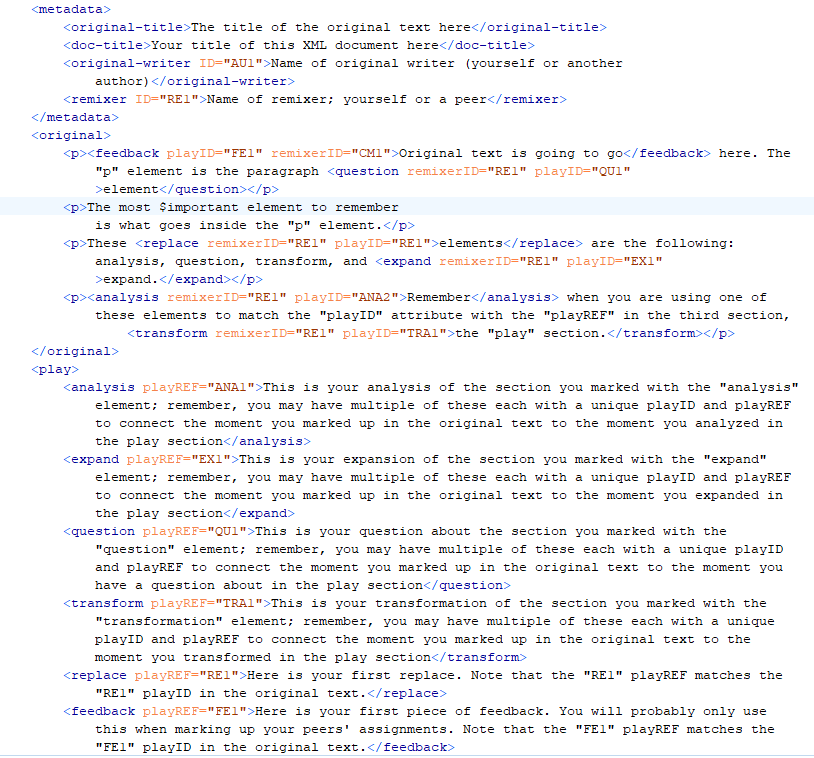 <metadata>
<original-title>The title of the original text here</original-title>
<doc-title>Your title of this XML document here</doc-title>
<original-writer ID="AU1">Name of original writer (yourself or another
author)</original-writer>
<remixer ID="RE1">Name of remixer; yourself or a peer</remixer>
</metadata>
<original>
<p><feedback playID="FE1" remixerID="CM1">Original text is going to go</feedback> here. The
"p" element is the paragraph <question remixerID="RE1" playID="QU1"
>element</question></p>
<p>The most $important element to remember
is what goes inside the "p" element.</p>
<p>These <replace remixerID="RE1" playID="RE1">elements</replace> are the following:
analysis, question, transform, and <expand remixerID="RE1" playID="EX1"
>expand.</expand></p>
<p><analysis remixerID="RE1" playID="ANA2">Remember</analysis> when you are using one of
these elements to match the "playID" attribute with the "playREF" in the third section,
<transform remixerID="RE1" playID="TRA1">the "play" section.</transform></p>
</original>
<play>
<analysis playREF="ANA1">This is your analysis of the section you marked with the "analysis"
element; remember, you may have multiple of these each with a unique playID and playREF
to connect the moment you marked up in the original text to the moment you analyzed in
the play section</analysis>
<expand playREF="EX1">This is your expansion of the section you marked with the "expand"
element; remember, you may have multiple of these each with a unique playID and playREF
to connect the moment you marked up in the original text to the moment you expanded in
the play section</expand>
<question playREF="QU1">This is your question about the section you marked with the
"question" element; remember, you may have multiple of these each with a unique playID
and playREF to connect the moment you marked up in the original text to the moment you
have a question about in the play section</question>
<transform playREF="TRA1">This is your transformation of the section you marked with the
"transformation" element; remember, you may have multiple of these each with a unique
playID and playREF to connect the moment you marked up in the original text to the
moment you transformed in the play section</transform>
<replace playREF="RE1">Here is your first replace. Note that the "RE1" playREF matches the
"RE1" playID in the original text.</replace>
<feedback playREF="FE1">Here is your first piece of feedback. You will probably only use
this when marking up your peers' assignments. Note that the "FE1" playREF matches the
"FE1" playID in the original text.</feedback>